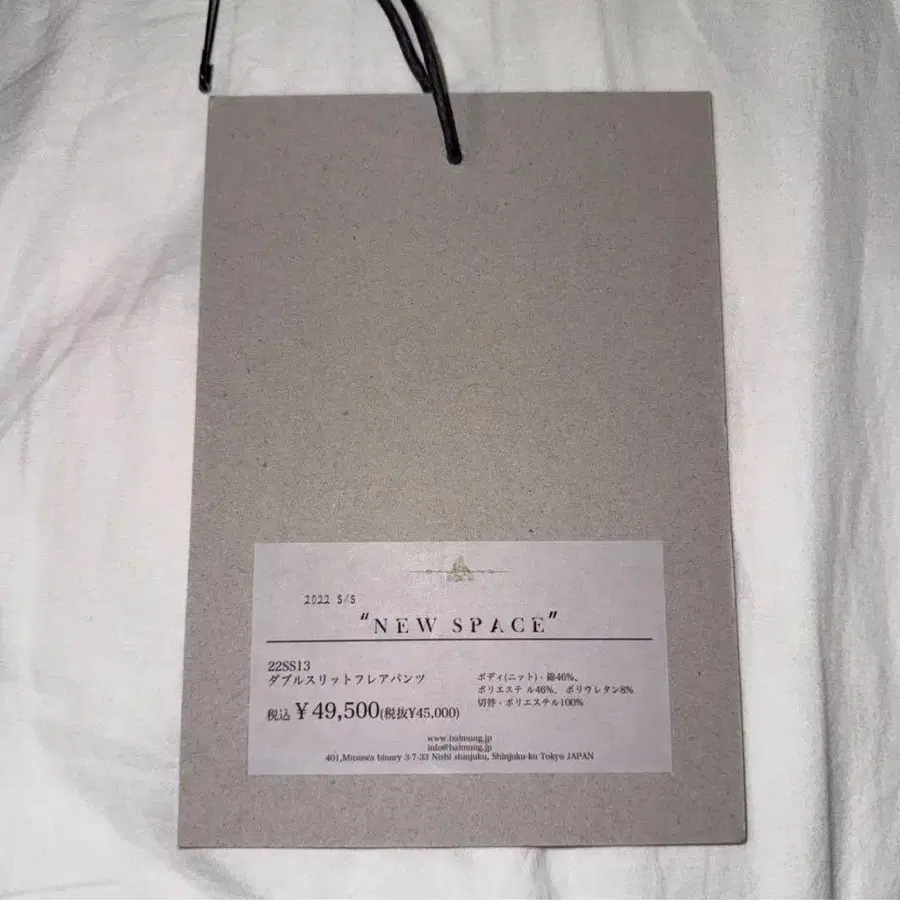 BALMUNG
2022 S/S
"NEW SPACE"
22SS13
ダブルスリットフレアパンツ
税込 ¥49,500(税抜¥45,000)
ボディ(ニット) - 綿46%、
ポリエステ ル46%、 ポリウレタン8%
切替 - ポリエステル100%
www.balmung.jp
info@balmung.jp
401,Mutsuwa binary 3-7-33 Nishi shinjuku, Shinjuku-ku Tokyo JAPAN